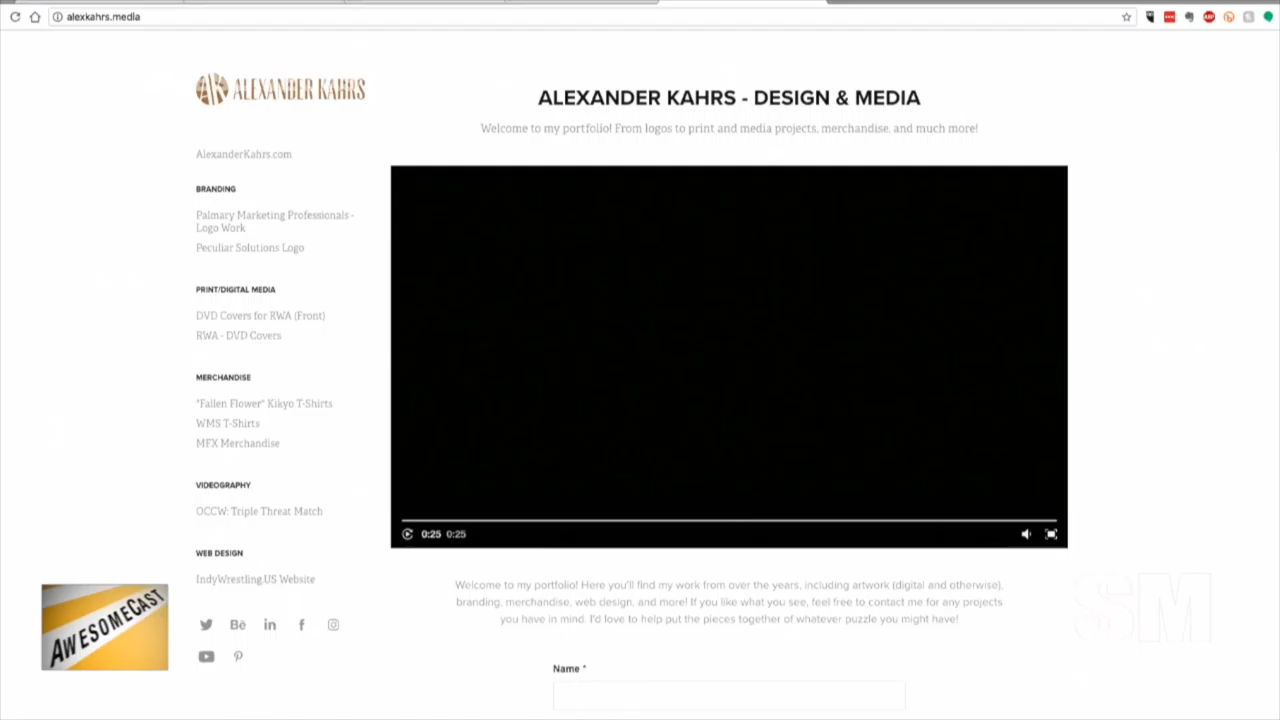 alexkahrs.media
AK ALEXANDER KAHRS
ALEXANDER KAHRS - DESIGN & MEDIA
Welcome to my portfolio! From logos to print and media projects, merchandise, and much more!
AlexanderKahrs.com
BRANDING
Palmary Marketing Professionals -
Logo Work
Peculiar Solutions Logo
PRINT/DIGITAL MEDIA
DVD Covers for RWA (Front)
RWA - DVD Covers
MERCHANDISE
"Fallen Flower" Kikyo T-Shirts
WMS T-Shirts
MFX Merchandise
VIDEOGRAPHY
OCCW: Triple Threat Match
WEB DESIGN
IndyWrestling.US Website
0:25 0:25
Welcome to my portfolio! Here you'll find my work from over the years, including artwork (digital and otherwise),
branding, merchandise, web design, and more! If you like what you see, feel free to contact me for any projects
you have in mind. I'd love to help put the pieces together of whatever puzzle you might have!
Name *
AWESOMECAST
SM
ABP
Bē
in
f